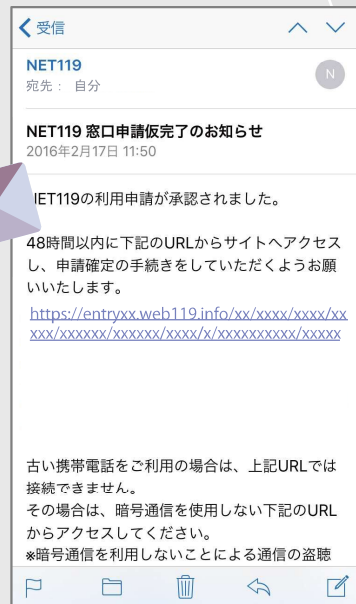 受信
NET119
宛先： 自分
N
NET119 窓口申請仮完了のお知らせ
2016年2月17日 11:50
NET119の利用申請が承認されました。
48時間以内に下記のURLからサイトへアクセス
し、申請確定の手続きをしていただくようお願
いいたします。
https://entryxx.web119.info/xx/xxxx/xxxx/xx
xxx/xxxxxx/xxxxxx/xxxx/x/xxxxxxxxxx/xxxxx
古い携帯電話をご利用の場合は、上記URLでは
接続できません。
その場合は、暗号通信を使用しない下記のURL
からアクセスしてください。
※暗号通信を利用しないことによる通信の盗聴